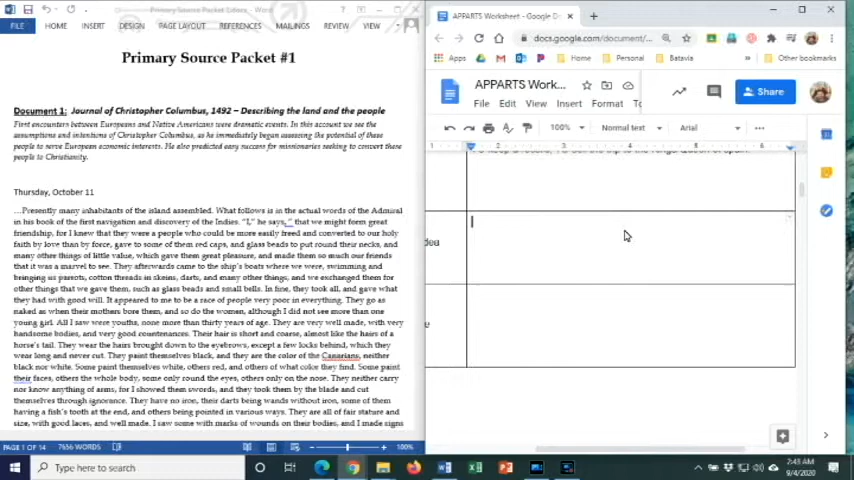 Primary Source Packet #1.docx - Word
FILE HOME INSERT DESIGN PAGE LAYOUT REFERENCES MAILINGS REVIEW VIEW
Primary Source Packet #1
Document 1: Journal of Christopher Columbus, 1492 – Describing the land and the people
First encounters between Europeans and Native Americans were dramatic events. In this account we see the
assumptions and intentions of Christopher Columbus, as he immediately began assessing the potential of these
people to serve European economic interests. He also predicted easy success for missionaries seeking to convert these
people to Christianity.
Thursday, October 11
…Presently many inhabitants of the island assembled. What follows is in the actual words of the Admiral
in his book of the first navigation and discovery of the Indies. "I," he says, " that we might form great
friendship, for I knew that they were a people who could be more easily freed and converted to our holy
faith by love than by force, gave to some of them red caps, and glass beads to put round their necks, and
many other things of little value, which gave them great pleasure, and made them so much our friends
that it was a marvel to see. They afterwards came to the ship's boats where we were, swimming and
bringing us parrots, cotton threads in skeins, darts, and many other things; and we exchanged them for
other things that we gave them, such as glass beads and small bells. In fine, they took all, and gave what
they had with good will. It appeared to me to be a race of people very poor in everything. They go as
naked as when their mothers bore them, and so do the women, although I did not see more than one
young girl. All I saw were youths, none more than thirty years of age. They are very well made, with very
handsome bodies, and very good countenances. Their hair is short and coarse, almost like the hairs of a
horse's tail. They wear the hairs brought down to the eyebrows, except a few locks behind, which they
wear long and never cut. They paint themselves black, and they are the color of the Canarians, neither
black nor white. Some paint themselves white, others red, and others of what color they find. Some paint
their faces, others the whole body, some only round the eyes, others only on the nose. They neither carry
nor know anything of arms, for I showed them swords, and they took them by the blade and cut
themselves through ignorance. They have no iron, their darts being wands without iron, some of them
having a fish's tooth at the end, and others being pointed in various ways. They are all of fair stature and
size, with good faces, and well made. I saw some with marks of wounds on their bodies, and I made signs
PAGE 1 OF 14 7656 WORDS 100%
APPARTS Worksheet - Google D
docs.google.com/document/
Apps Home Personal Batavia Other bookmarks
APPARTS Work...
File Edit View Insert Format To
Share
100% Normal text Arial
1 2 3 4 5
dea
e
Type here to search
2:43 AM
9/4/2020